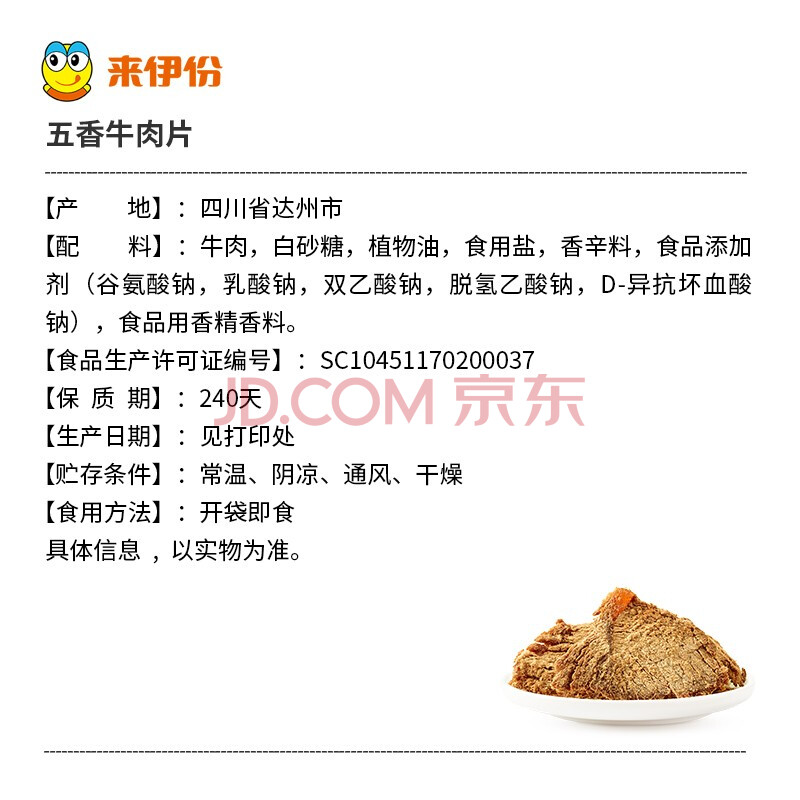 来伊份
五香牛肉片
【产 地】：四川省达州市
【配 料】：牛肉，白砂糖，植物油，食用盐，香辛料，食品添加
剂（谷氨酸钠，乳酸钠，双乙酸钠，脱氢乙酸钠，D-异抗坏血酸
钠），食品用香精香料。
【食品生产许可证编号】：SC10451170200037
【保 质 期】：240天
JD.COM 京东
【生产日期】：见打印处
【贮存条件】：常温、阴凉、通风、干燥
【食用方法】：开袋即食
具体信息 ，以实物为准。